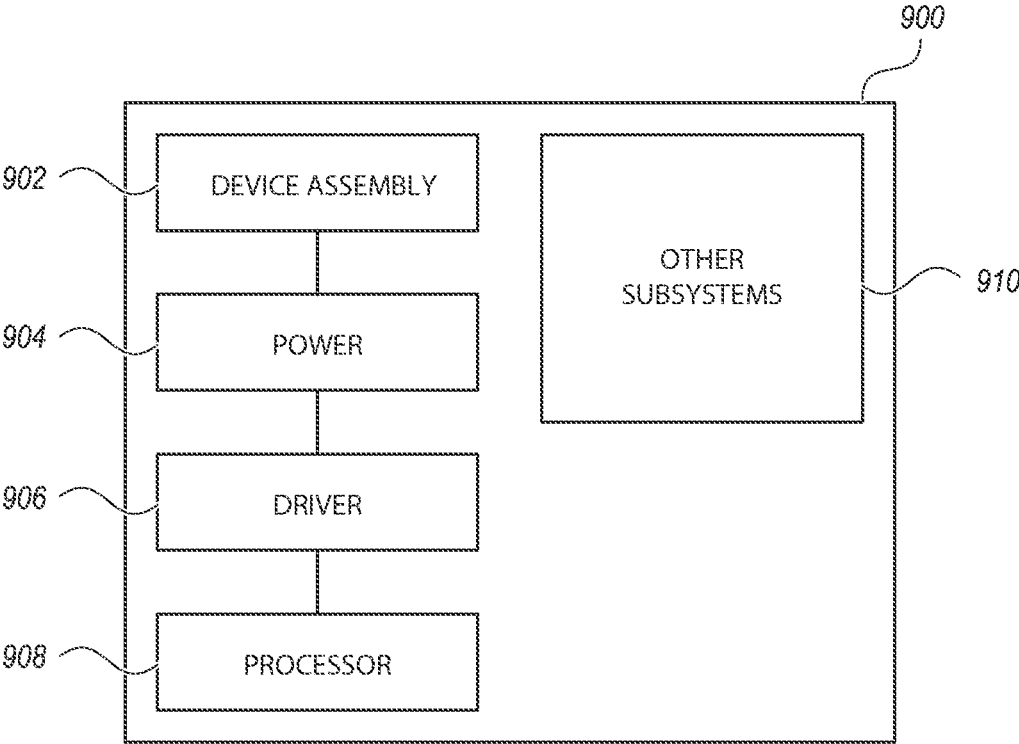 900
902
DEVICE ASSEMBLY
OTHER
SUBSYSTEMS
910
904
POWER
906
DRIVER
908
PROCESSOR